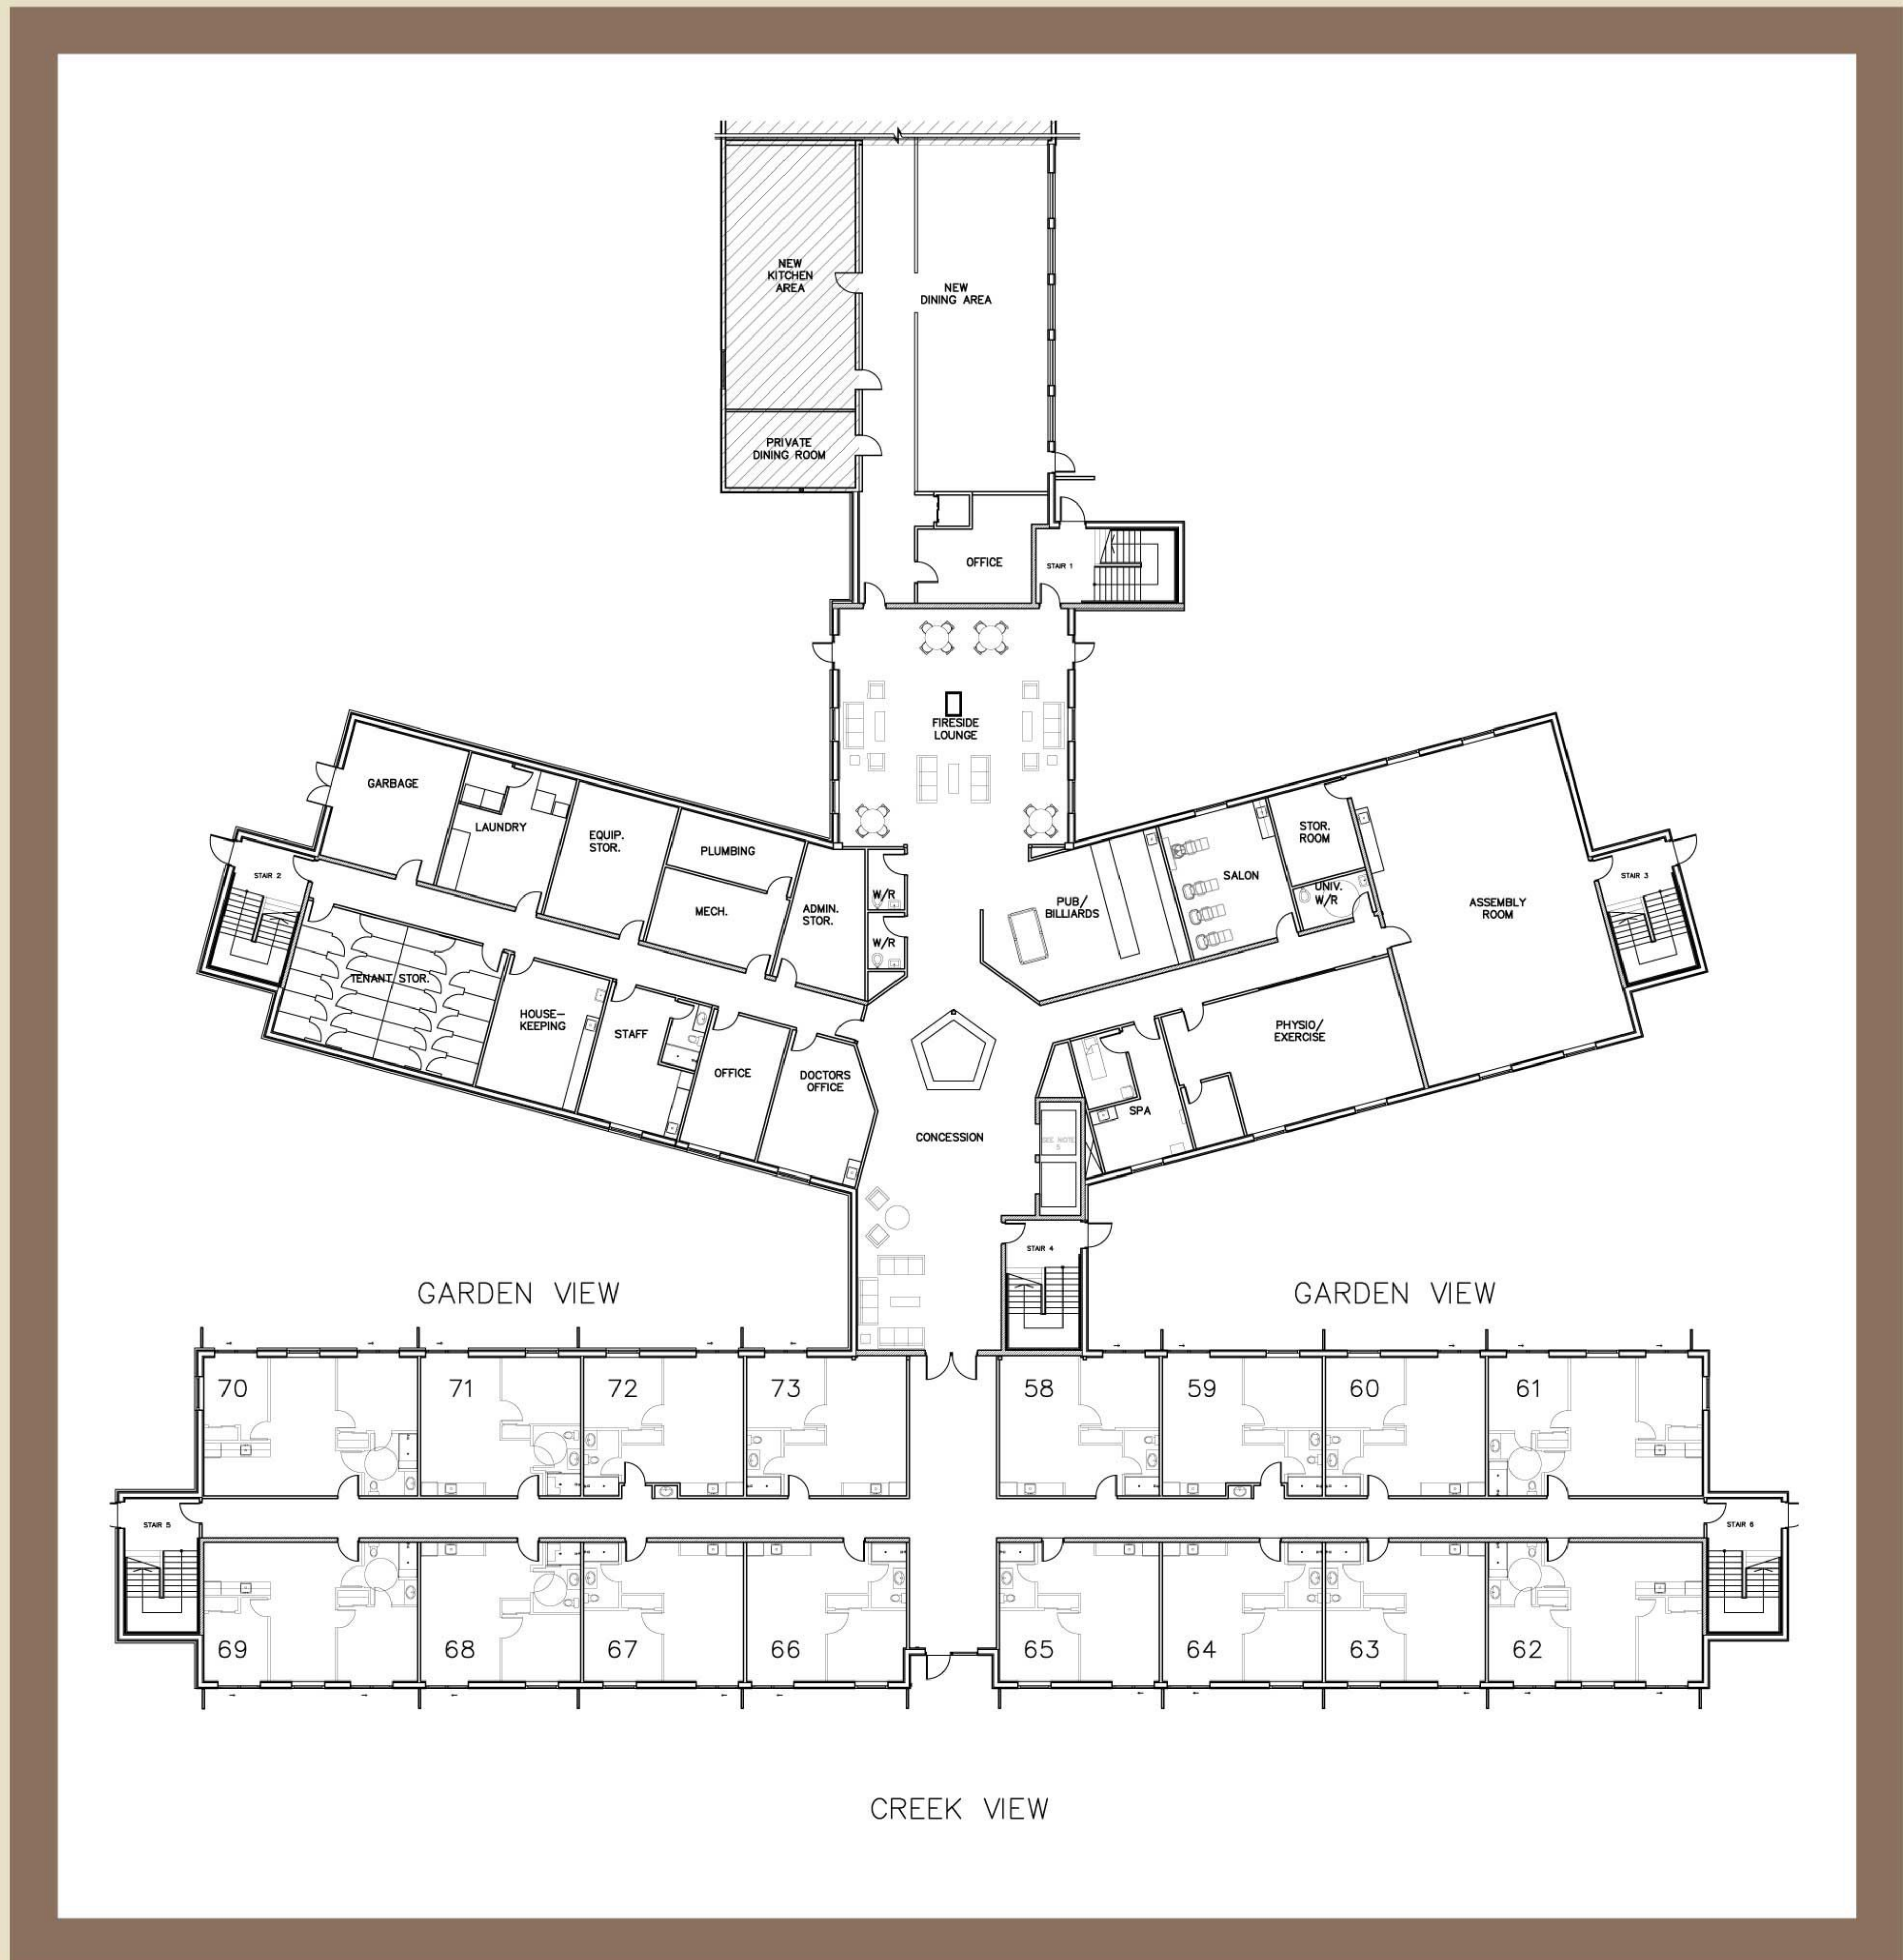 NEW
KITCHEN
AREA
NEW
DINING AREA
PRIVATE
DINING ROOM
OFFICE
STAIR 1
FIRESIDE
LOUNGE
GARBAGE
LAUNDRY
EQUIP.
STOR.
PLUMBING
MECH.
ADMIN.
STOR.
W/R
W/R
STAIR 2
TENANT STOR.
HOUSE-
KEEPING
STAFF
OFFICE
DOCTORS
OFFICE
PUB/
BILLIARDS
SALON
STOR.
ROOM
UNIV.
W/R
ASSEMBLY
ROOM
STAIR 3
PHYSIO/
EXERCISE
SPA
SEE NOTE
5
CONCESSION
STAIR 4
GARDEN VIEW
GARDEN VIEW
70
71
72
73
58
59
60
61
STAIR 5
STAIR 6
69
68
67
66
65
64
63
62
CREEK VIEW